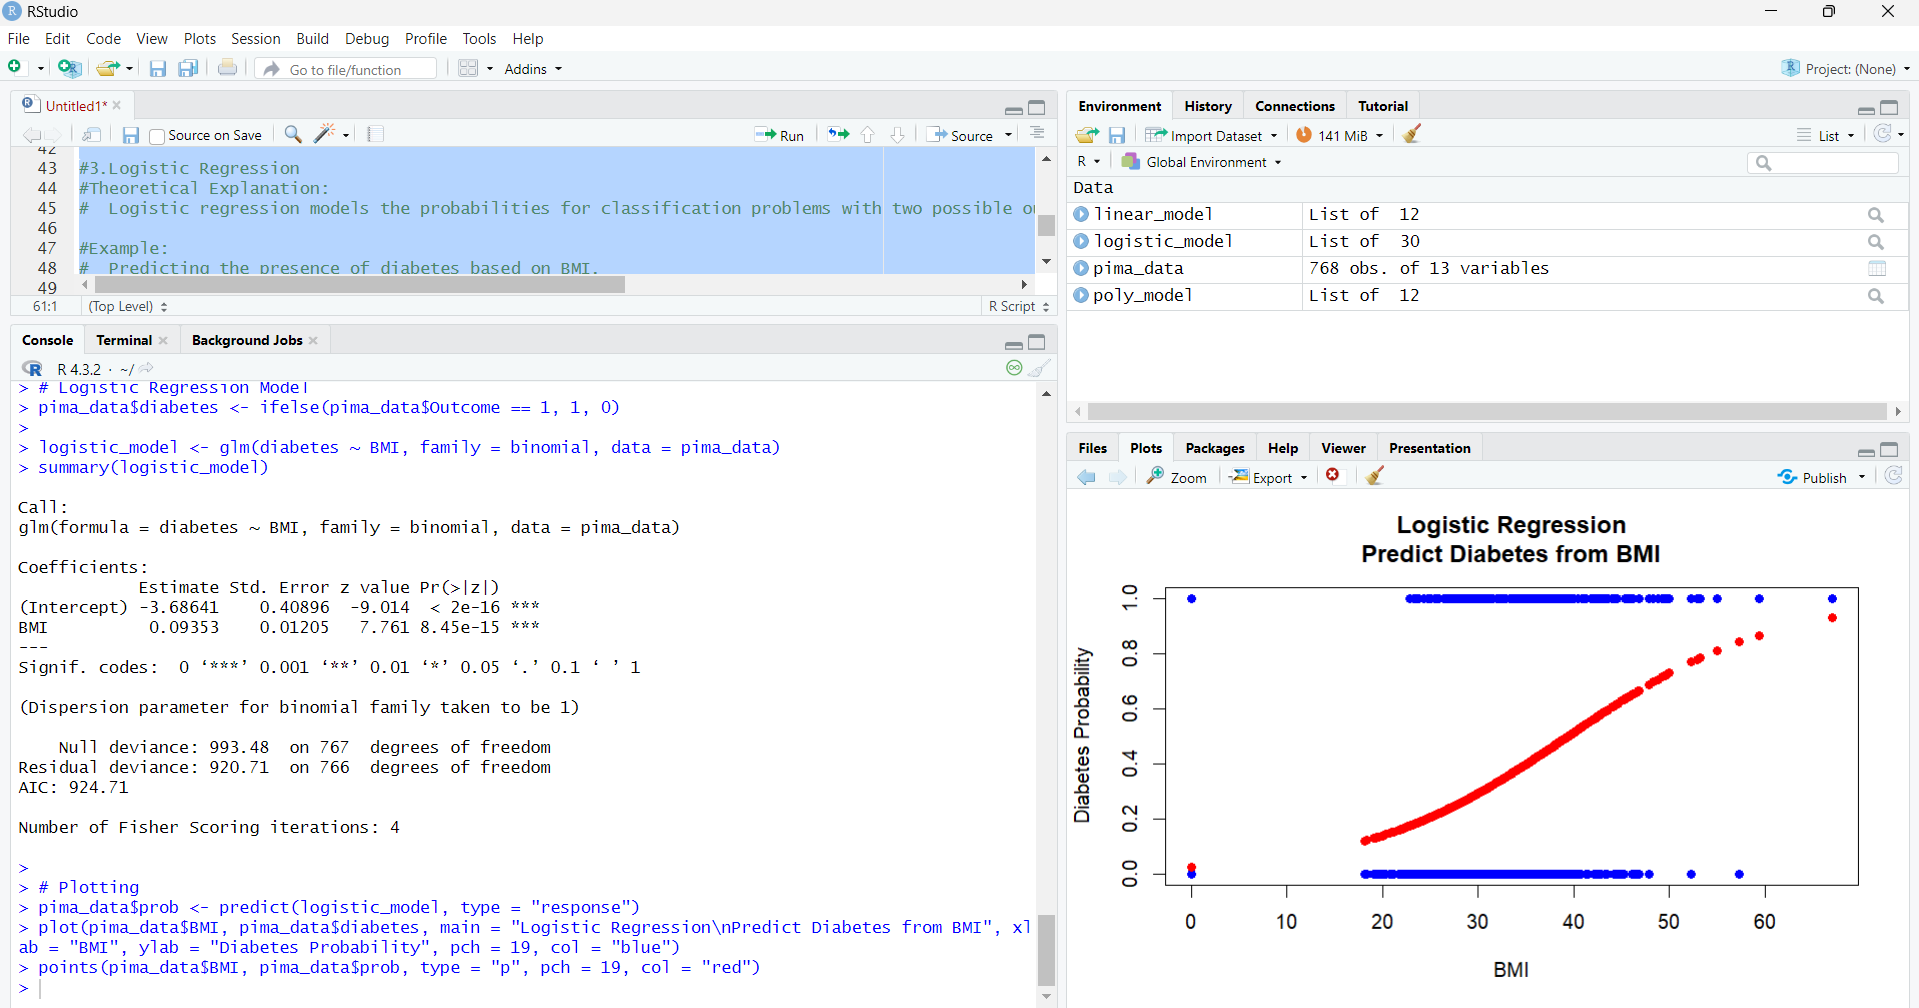 RStudio
File Edit Code View Plots Session Build Debug Profile Tools Help
Go to file/function
Addins
Project: (None)
Untitled1*
Source on Save
Run
Source
42
43 #3.Logistic Regression
44 #Theoretical Explanation:
45 #  Logistic regression models the probabilities for classification problems with two possible o
46
47 #Example:
48 #  Predicting the presence of diabetes based on BMI.
49
61:1 (Top Level) R Script
Console Terminal Background Jobs
R 4.3.2 · ~/
> # Logistic Regression Model
> pima_data$diabetes <- ifelse(pima_data$Outcome == 1, 1, 0)
>
> logistic_model <- glm(diabetes ~ BMI, family = binomial, data = pima_data)
> summary(logistic_model)
Call:
glm(formula = diabetes ~ BMI, family = binomial, data = pima_data)
Coefficients:
            Estimate Std. Error z value Pr(>|z|)
(Intercept) -3.68641    0.40896  -9.014  < 2e-16 ***
BMI          0.09353    0.01205   7.761 8.45e-15 ***
---
Signif. codes:  0 ‘***’ 0.001 ‘**’ 0.01 ‘*’ 0.05 ‘.’ 0.1 ‘ ’ 1
(Dispersion parameter for binomial family taken to be 1)
    Null deviance: 993.48  on 767  degrees of freedom
Residual deviance: 920.71  on 766  degrees of freedom
AIC: 924.71
Number of Fisher Scoring iterations: 4
>
> # Plotting
> pima_data$prob <- predict(logistic_model, type = "response")
> plot(pima_data$BMI, pima_data$diabetes, main = "Logistic Regression\nPredict Diabetes from BMI", xl
ab = "BMI", ylab = "Diabetes Probability", pch = 19, col = "blue")
> points(pima_data$BMI, pima_data$prob, type = "p", pch = 19, col = "red")
>
Environment History Connections Tutorial
Import Dataset 141 MiB List
R Global Environment
Data
linear_model List of 12
logistic_model List of 30
pima_data 768 obs. of 13 variables
poly_model List of 12
Files Plots Packages Help Viewer Presentation
Zoom Export Publish
Logistic Regression
Predict Diabetes from BMI
Diabetes Probability
1.0
0.8
0.6
0.4
0.2
0.0
0 10 20 30 40 50 60
BMI